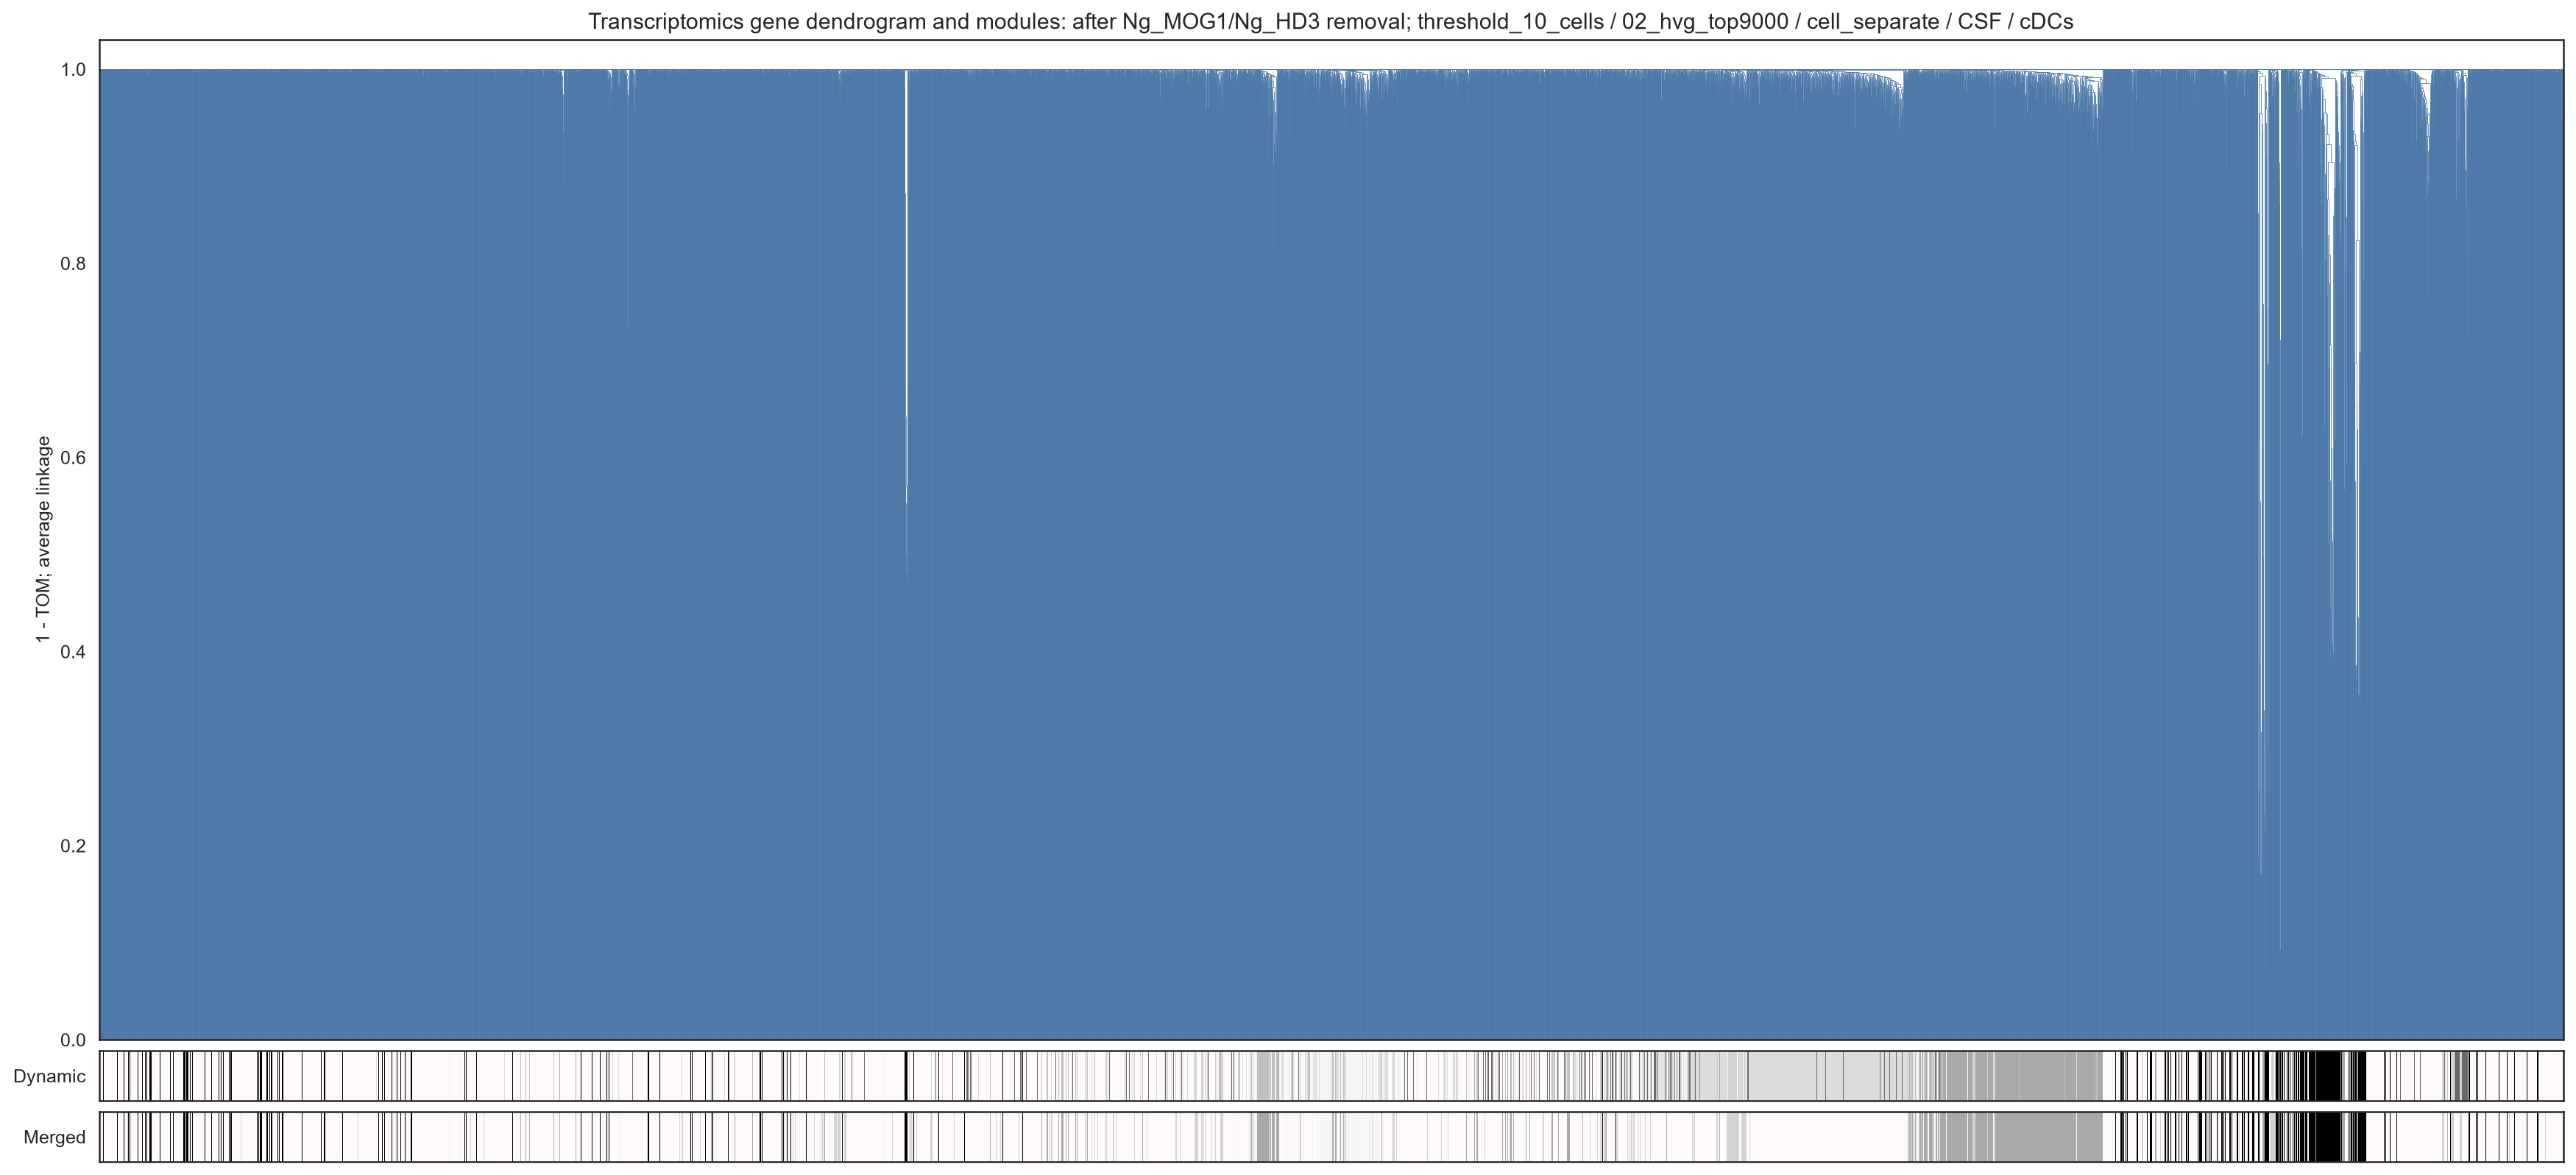 Transcriptomics gene dendrogram and modules: after Ng_MOG1/Ng_HD3 removal; threshold_10_cells / 02_hvg_top9000 / cell_separate / CSF / cDCs
1.0
0.8
0.6
0.4
0.2
0.0
1 - TOM; average linkage
Dynamic
Merged